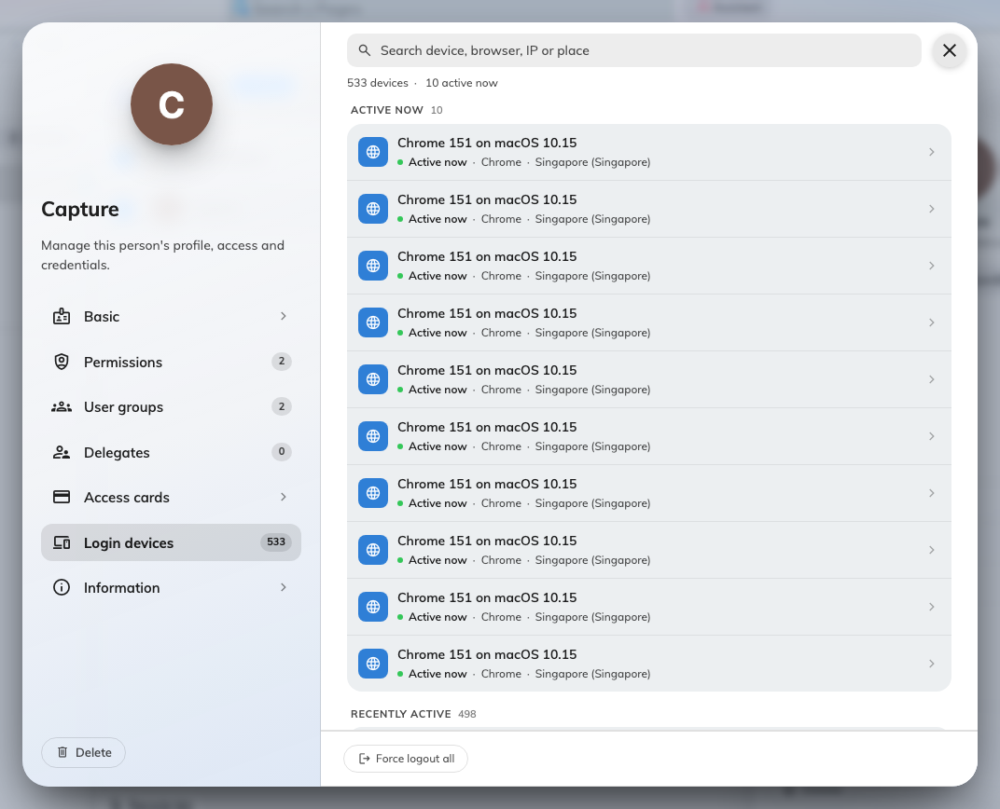 C
Capture
Manage this person's profile, access and
credentials.
Basic
Permissions 2
User groups 2
Delegates 0
Access cards
Login devices 533
Information
Delete
Search device, browser, IP or place
533 devices · 10 active now
ACTIVE NOW 10
Chrome 151 on macOS 10.15
Active now · Chrome · Singapore (Singapore)
Chrome 151 on macOS 10.15
Active now · Chrome · Singapore (Singapore)
Chrome 151 on macOS 10.15
Active now · Chrome · Singapore (Singapore)
Chrome 151 on macOS 10.15
Active now · Chrome · Singapore (Singapore)
Chrome 151 on macOS 10.15
Active now · Chrome · Singapore (Singapore)
Chrome 151 on macOS 10.15
Active now · Chrome · Singapore (Singapore)
Chrome 151 on macOS 10.15
Active now · Chrome · Singapore (Singapore)
Chrome 151 on macOS 10.15
Active now · Chrome · Singapore (Singapore)
Chrome 151 on macOS 10.15
Active now · Chrome · Singapore (Singapore)
Chrome 151 on macOS 10.15
Active now · Chrome · Singapore (Singapore)
RECENTLY ACTIVE 498
Force logout all